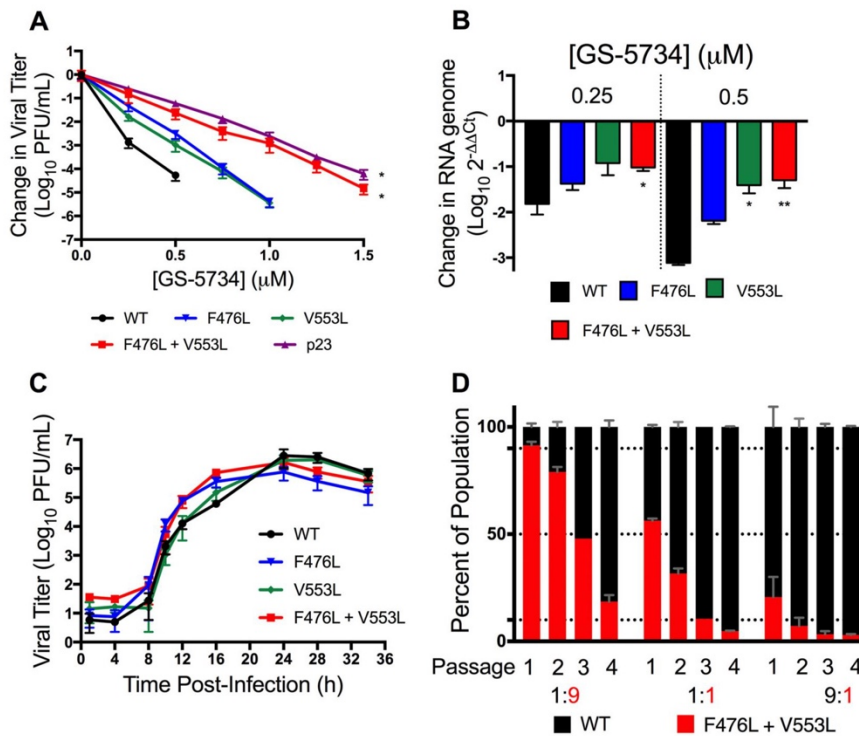 A
Change in Viral Titer
(Log10 PFU/mL)
1
0
-1
-2
-3
-4
-5
-6
-7
0.0
0.5
1.0
1.5
*
*
[GS-5734] (μM)
WT
F476L
V553L
F476L + V553L
p23
B
[GS-5734] (μM)
0.25
0.5
Change in RNA genome
(Log10 2-ΔΔCt)
1
0
-1
-2
-3
*
*
**
WT
F476L
V553L
F476L + V553L
C
Viral Titer (Log10 PFU/mL)
7
6
5
4
3
2
1
0
0 4 8 12 16 20 24 28 32 36
Time Post-Infection (h)
WT
F476L
V553L
F476L + V553L
D
Percent of Population
100
50
0
Passage 1 2 3 4 1 2 3 4 1 2 3 4
1:9 1:1 9:1
WT
F476L + V553L